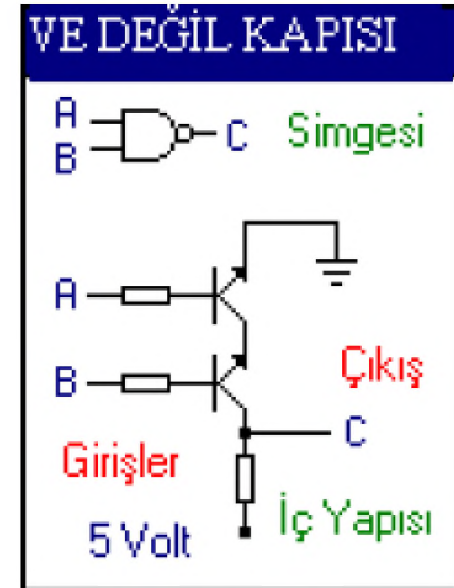 VE DEĞİL KAPISI
A
B
C
Simgesi
A
B
Çıkış
C
Girişler
5 Volt
İç Yapısı